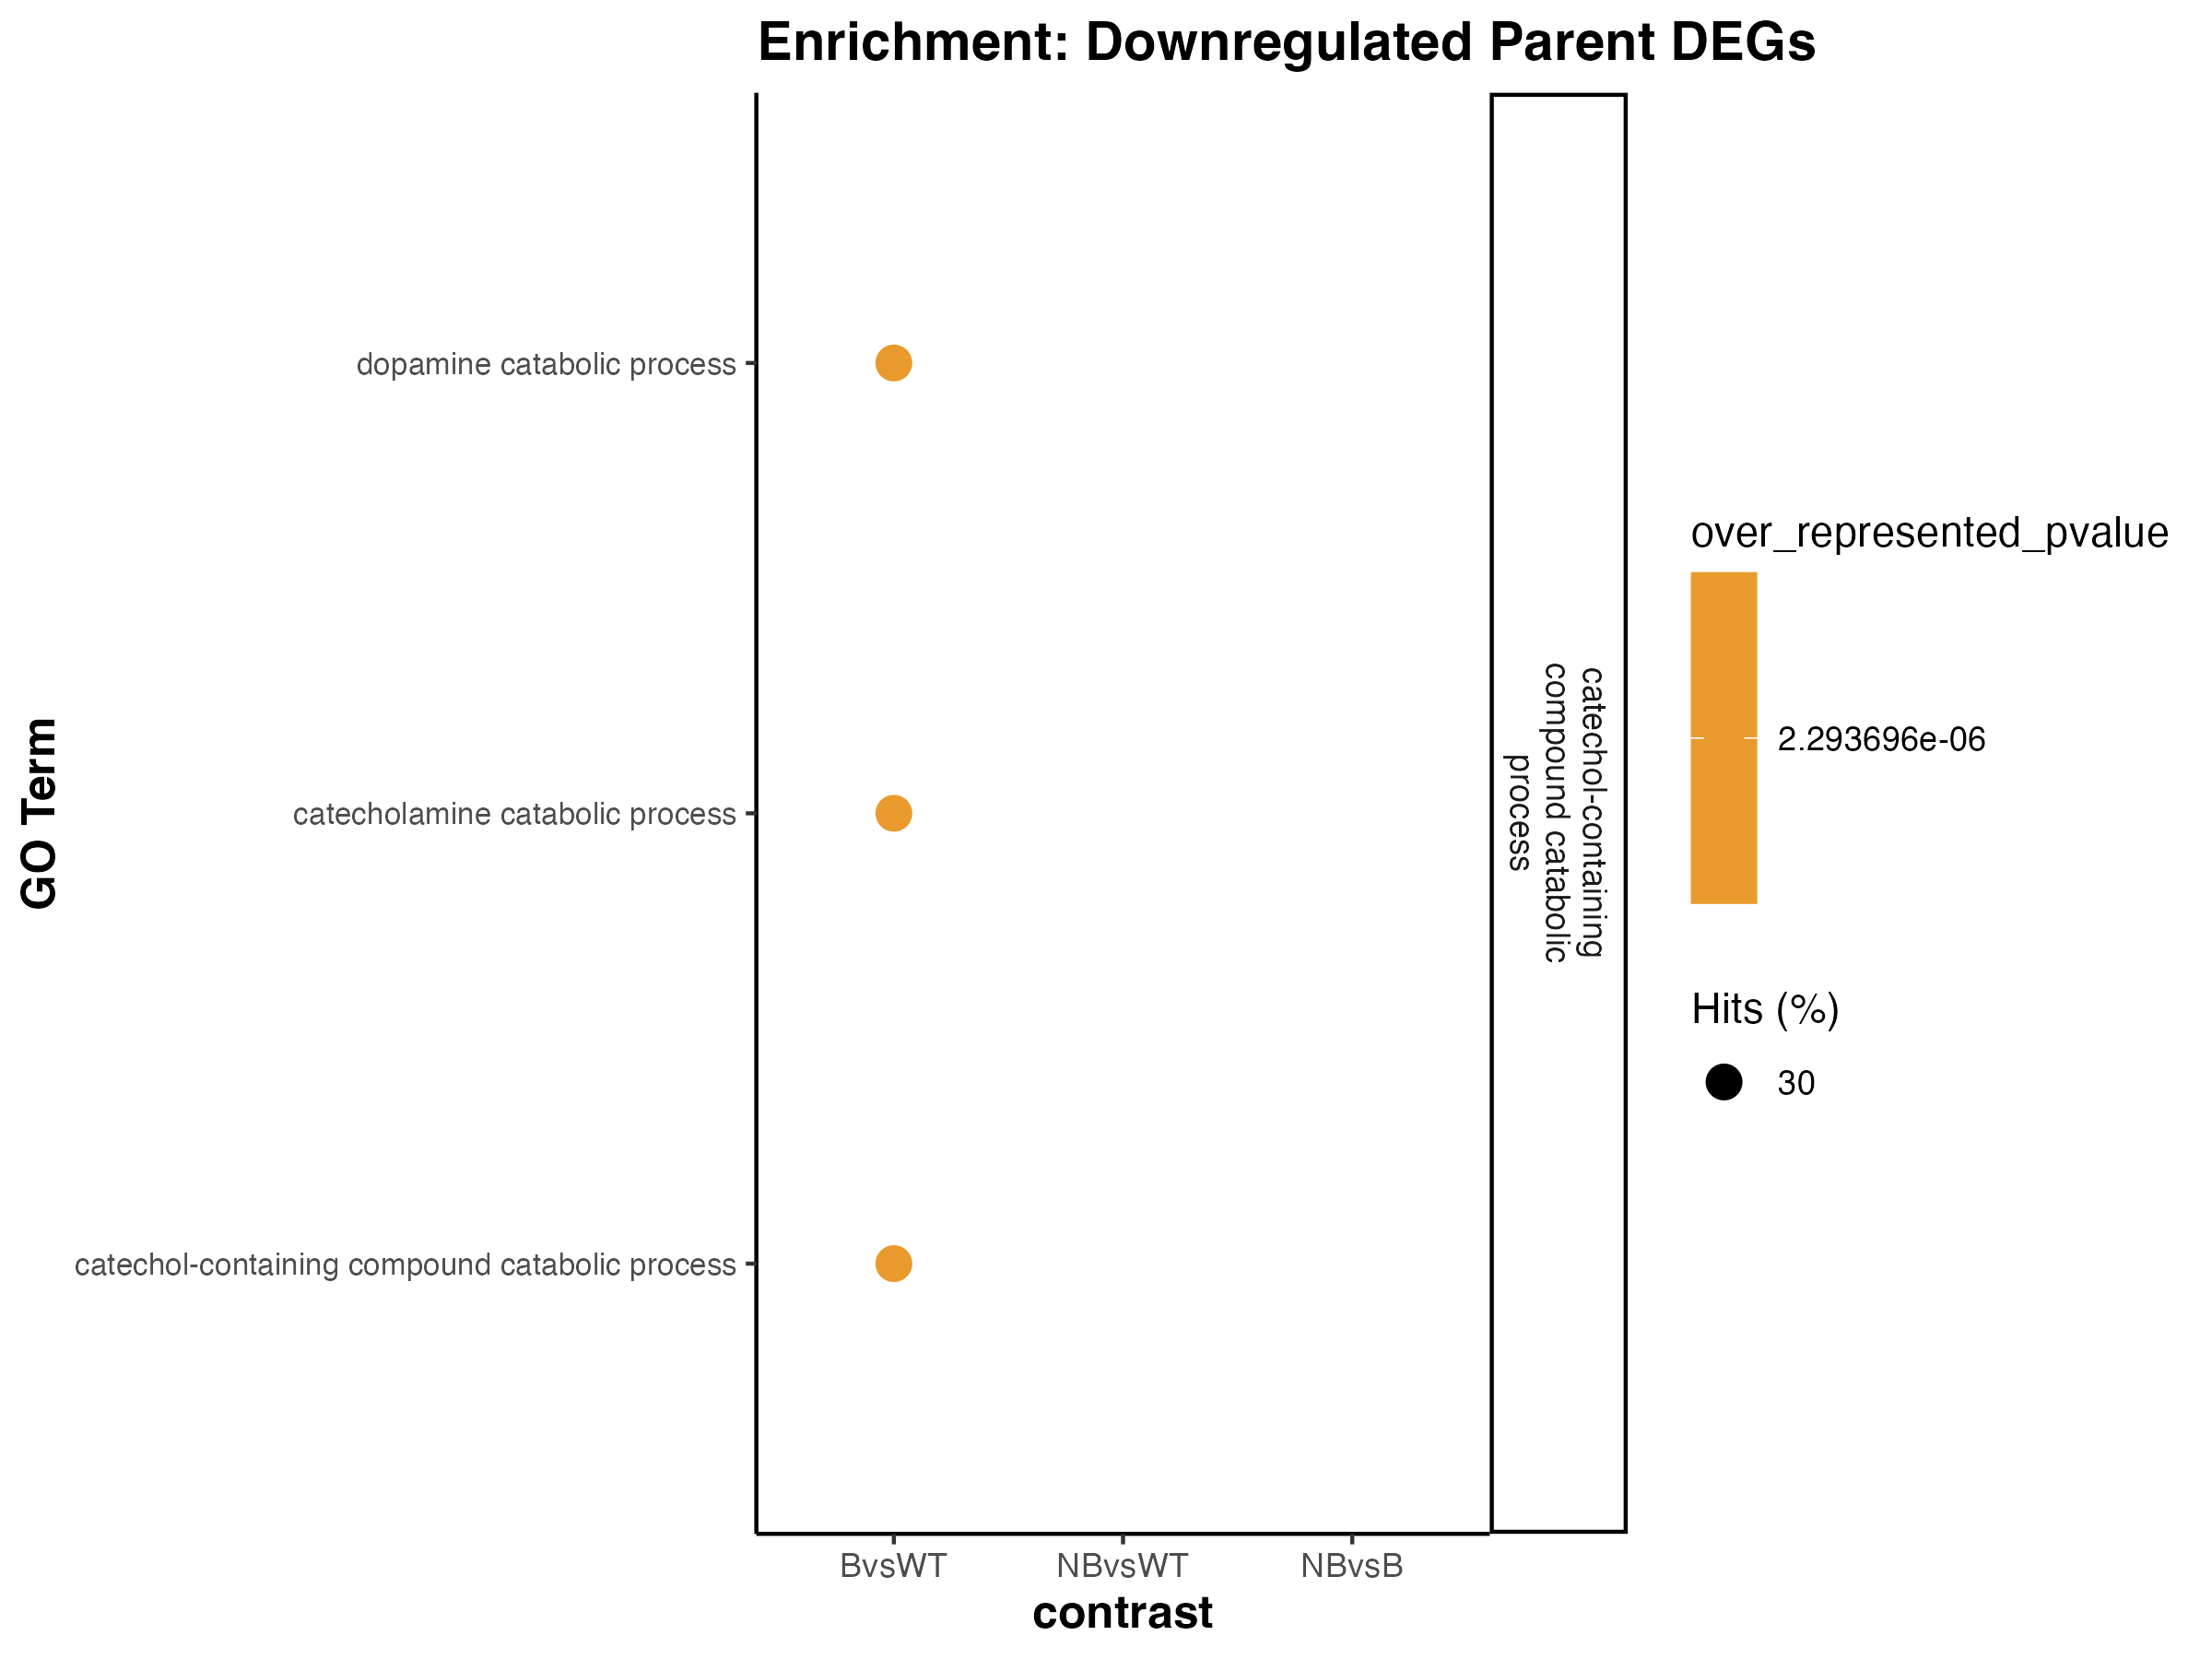 Enrichment: Downregulated Parent DEGs
GO Term
dopamine catabolic process
catecholamine catabolic process
catechol-containing compound catabolic process
BvsWT
NBvsWT
NBvsB
contrast
catechol-containing
compound catabolic
process
over_represented_pvalue
2.293696e-06
Hits (%)
30